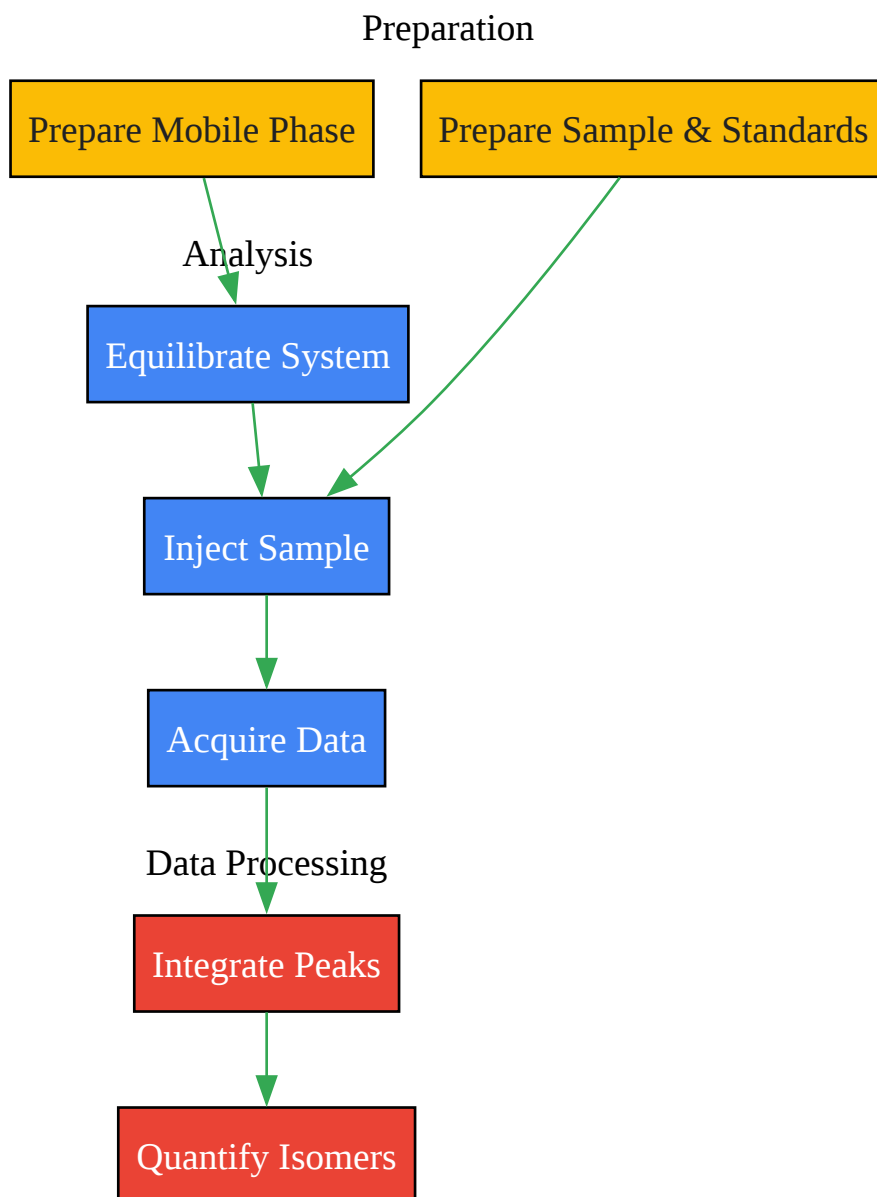 Preparation
Prepare Mobile Phase
Prepare Sample & Standards
Analysis
Equilibrate System
Inject Sample
Acquire Data
Data Processing
Integrate Peaks
Quantify Isomers